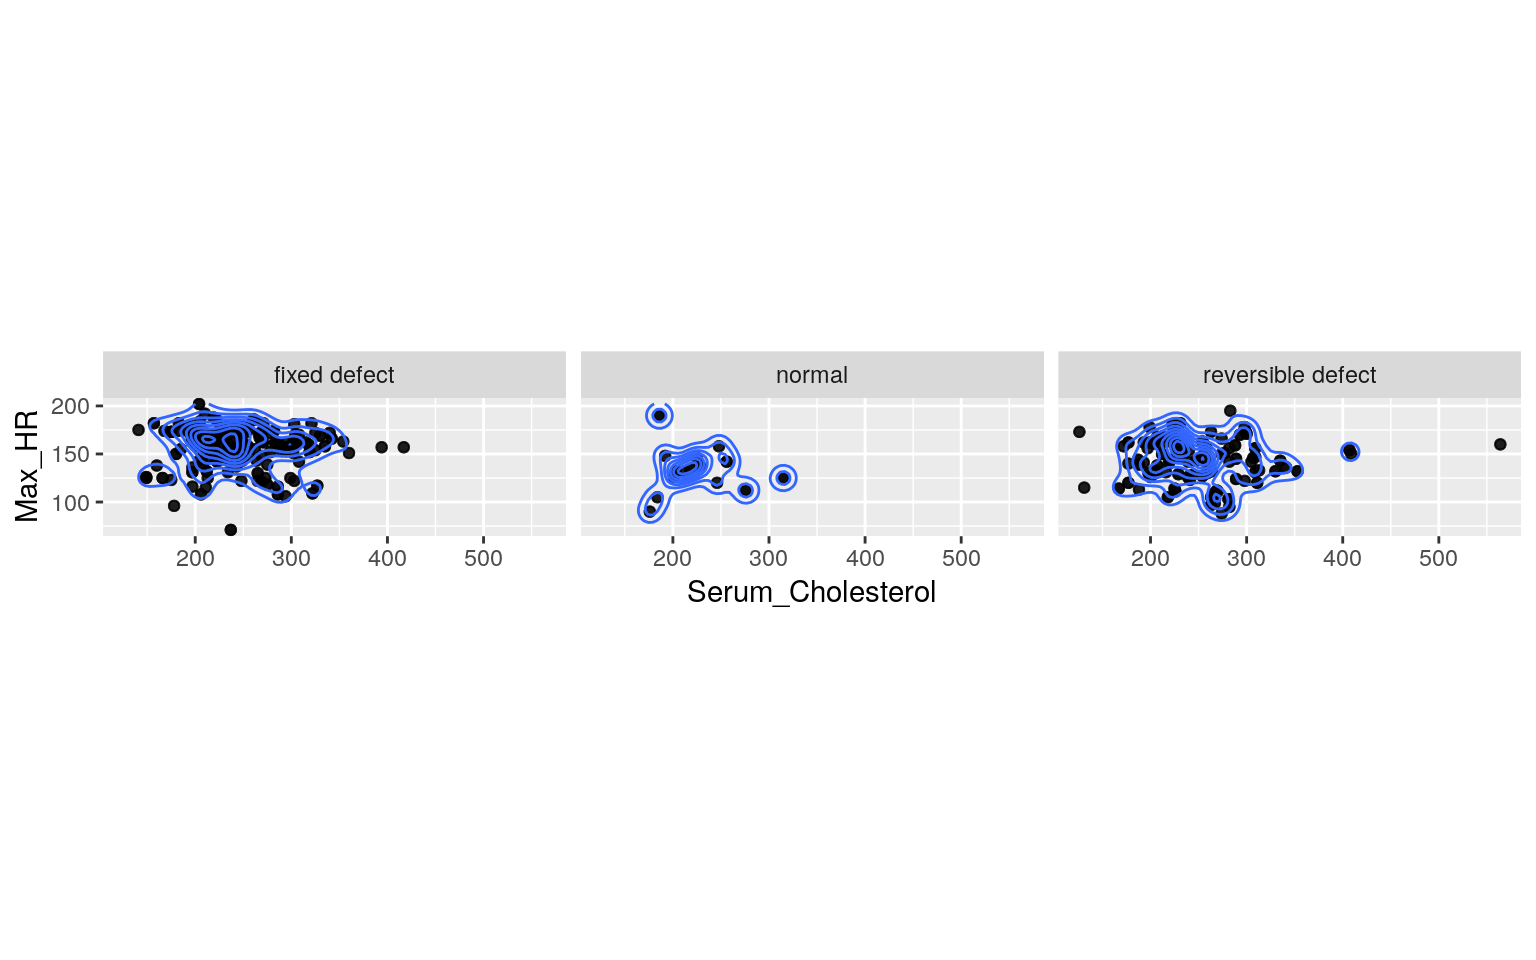 fixed defect normal reversible defect
Max_HR
200
150
100
200 300 400 500 200 300 400 500 200 300 400 500
Serum_Cholesterol